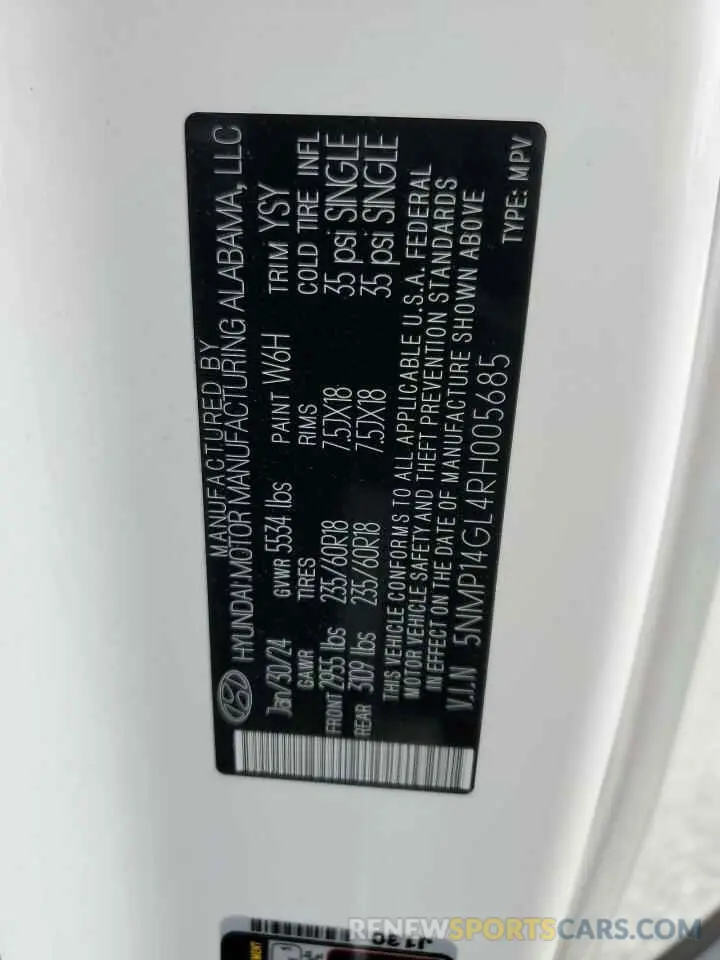 MANUFACTURED BY
HYUNDAI MOTOR MANUFACTURING ALABAMA, LLC
Jan/30/24 GVWR 5534 lbs PAINT W6H TRIM YSY
GAWR TIRES RIMS COLD TIRE INFL
FRONT 2955 lbs 235/60R18 7.5JX18 35 psi SINGLE
REAR 3109 lbs 235/60R18 7.5JX18 35 psi SINGLE
THIS VEHICLE CONFORMS TO ALL APPLICABLE U.S.A. FEDERAL
MOTOR VEHICLE SAFETY AND THEFT PREVENTION STANDARDS
IN EFFECT ON THE DATE OF MANUFACTURE SHOWN ABOVE
V.I.N 5NMP14GL4RH005685 TYPE: MPV
J13C
RENEWSPORTCARS.COM